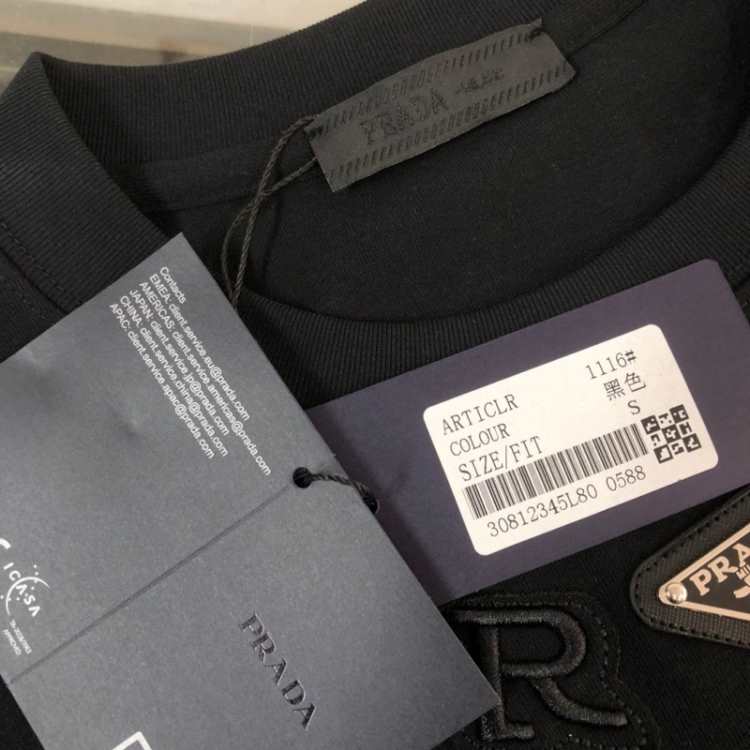 PRADA
Contacts
EMEA: client.service.eu@prada.com
AMERICAS: client.service.americas@prada.com
JAPAN: client.service.jp@prada.com
CHINA: client.service.china@prada.com
APAC: client.service.apac@prada.com
ARTICLR 1116#
COLOUR 黑色
SIZE/FIT S
30812345L80 0588
ICASA
PRADA
PRA
MIL
R